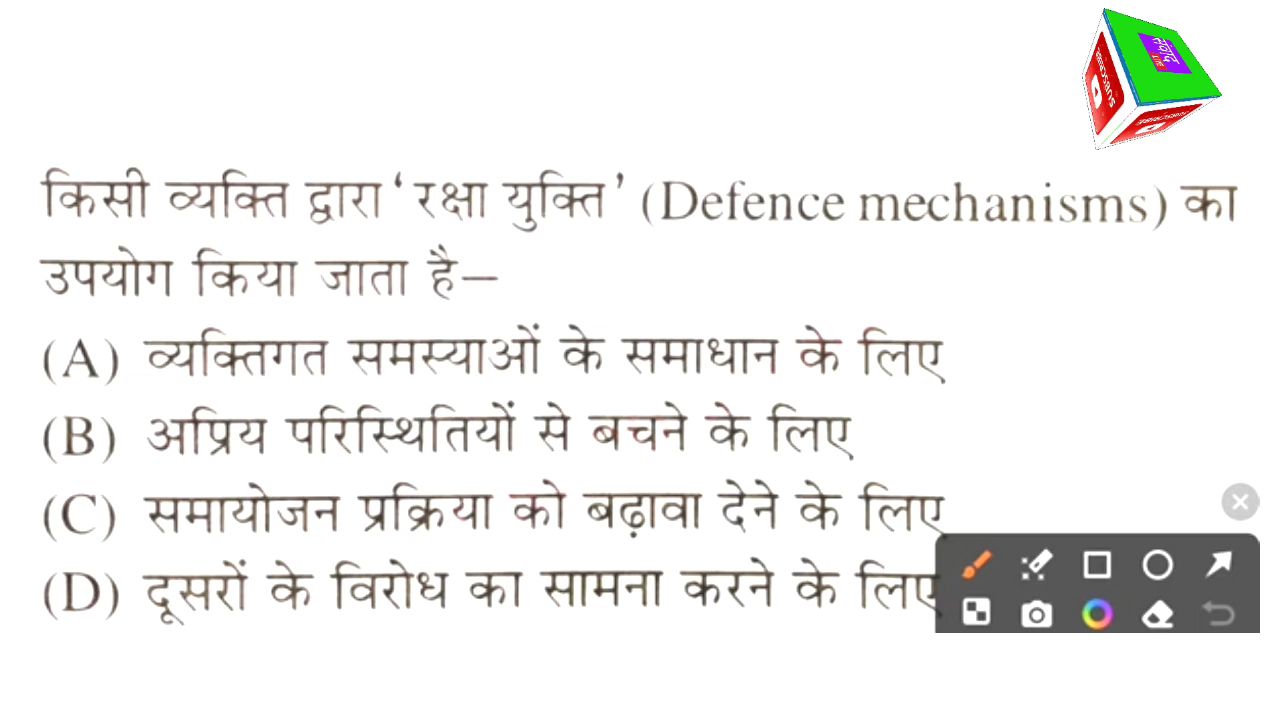 किसी व्यक्ति द्वारा ‘रक्षा युक्ति’ (Defence mechanisms) का
उपयोग किया जाता है—
(A) व्यक्तिगत समस्याओं के समाधान के लिए
(B) अप्रिय परिस्थितियों से बचने के लिए
(C) समायोजन प्रक्रिया को बढ़ावा देने के लिए
(D) दूसरों के विरोध का सामना करने के लिए